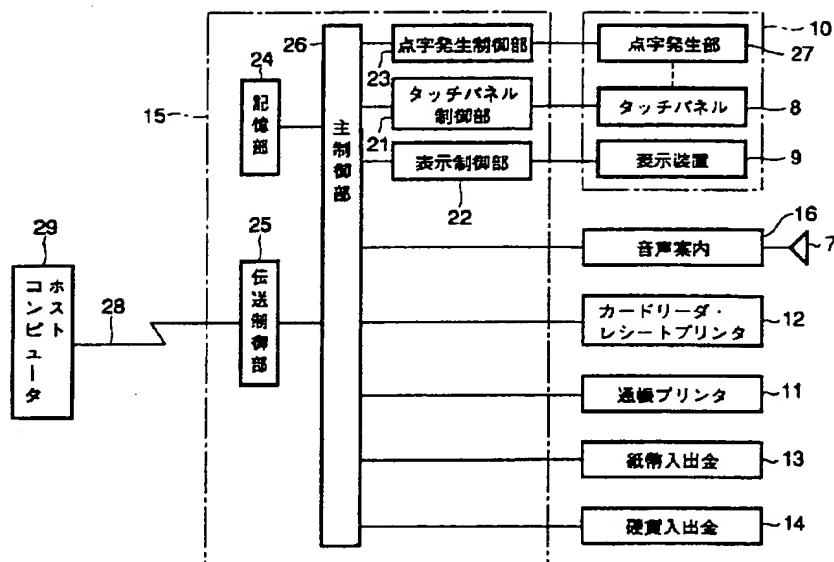 26
点字発生制御部
23
点字発生部
10
27
24
記憶部
15
タッチパネル
制御部
21
タッチパネル
8
主制御部
表示制御部
22
表示装置
9
29
ホスト
コンピュータ
28
25
伝送制御部
音声案内
16
7
カードリーダ・
レシートプリンタ
12
通帳プリンタ
11
紙幣入出金
13
硬貨入出金
14